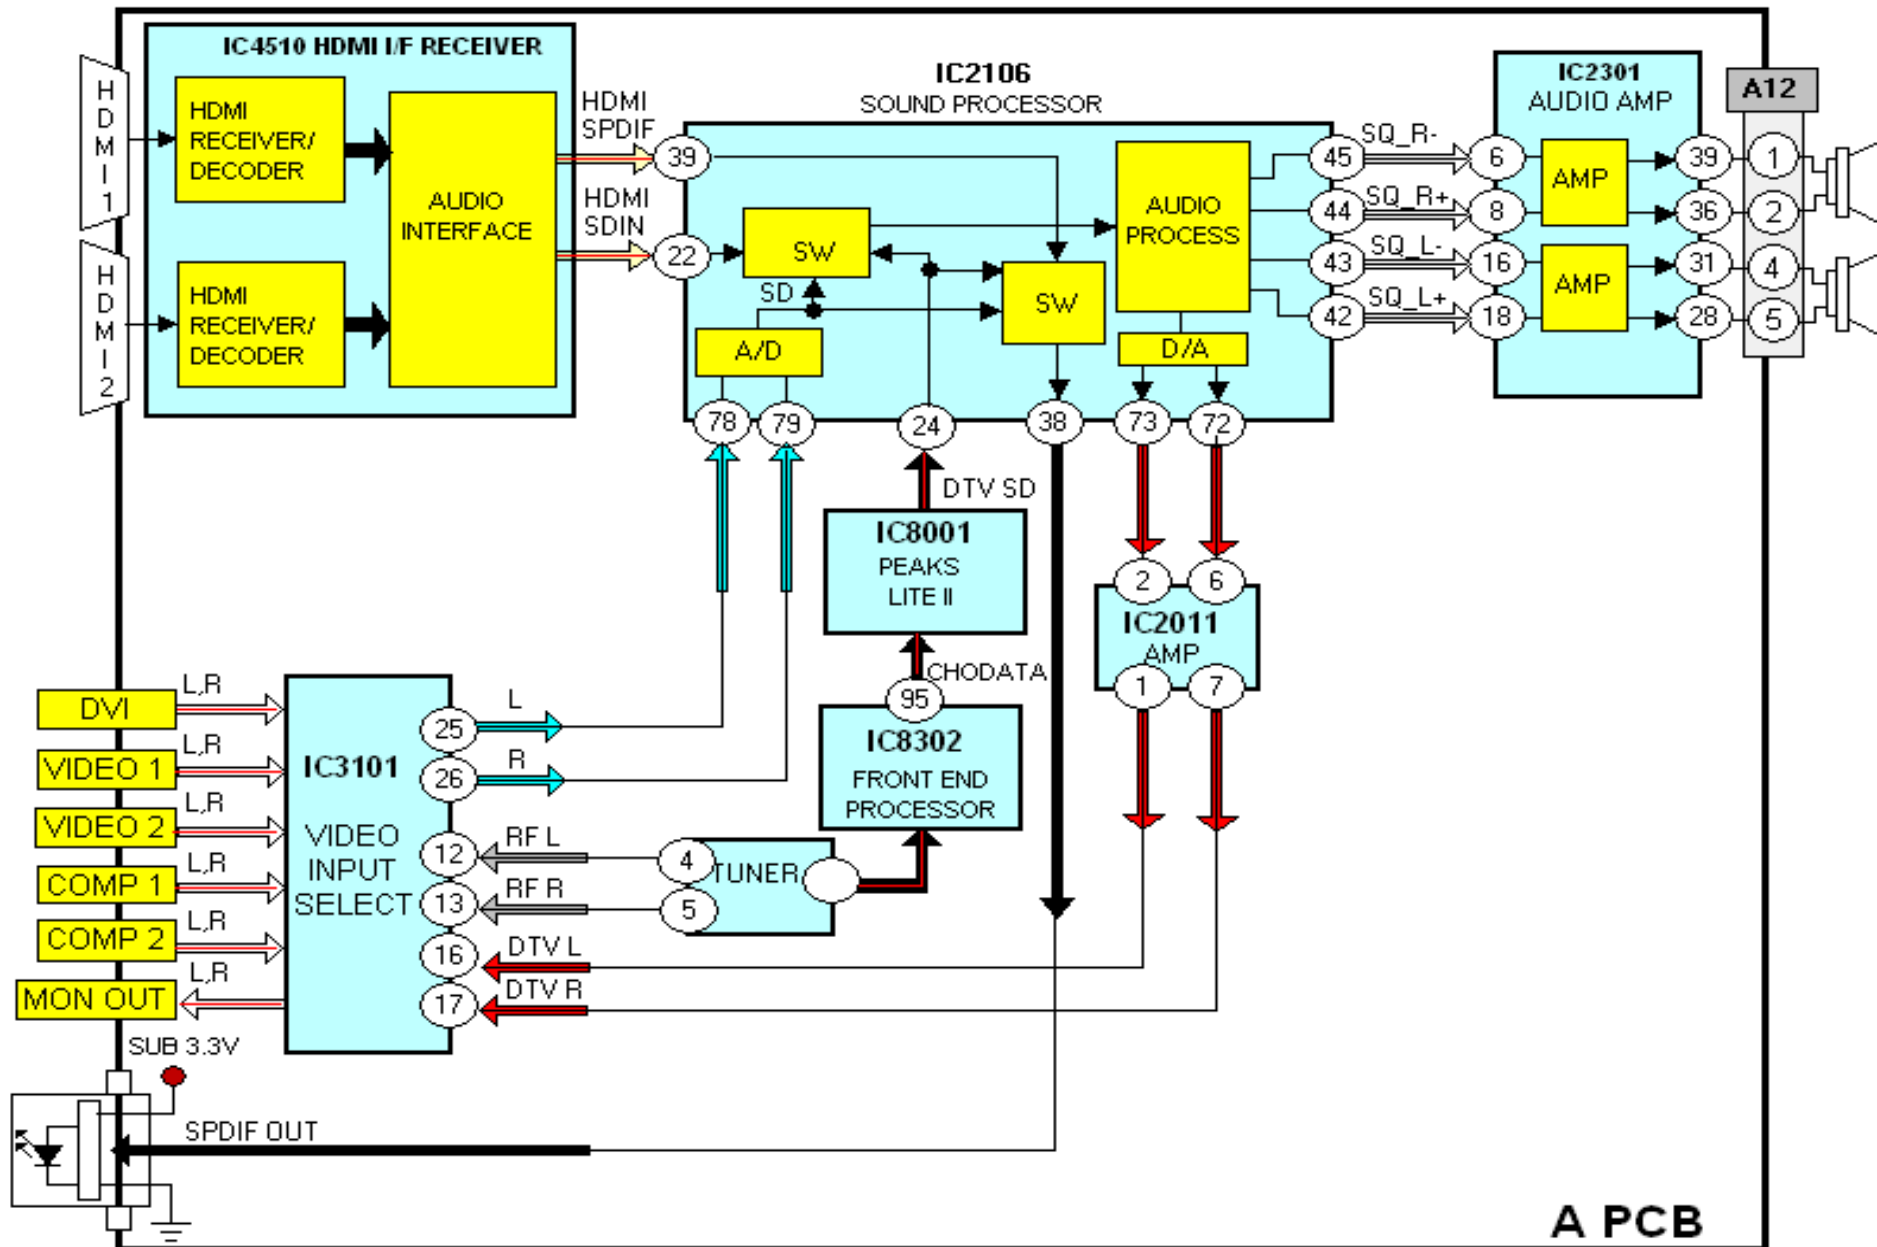 IC4510 HDMI I/F RECEIVER
HDMI 1
HDMI
RECEIVER/
DECODER
HDMI 2
HDMI
RECEIVER/
DECODER
AUDIO
INTERFACE
HDMI
SPDIF
HDMI
SDIN
IC2106
SOUND PROCESSOR
39
22
SW
SD
A/D
SW
AUDIO
PROCESS
D/A
45
44
43
42
78
79
24
38
73
72
SQ_R-
SQ_R+
SQ_L-
SQ_L+
IC2301
AUDIO AMP
6
8
16
18
AMP
AMP
39
36
31
28
A12
1
2
4
5
DTV SD
IC8001
PEAKS
LITE II
CHODATA
95
IC8302
FRONT END
PROCESSOR
2
6
IC2011
AMP
1
7
DVI
L,R
VIDEO 1
L,R
VIDEO 2
L,R
COMP 1
L,R
COMP 2
L,R
MON OUT
L,R
IC3101
VIDEO
INPUT
SELECT
25
L
26
R
12
RF L
13
RF R
16
DTV L
17
DTV R
4
5
TUNER
SUB 3.3V
SPDIF OUT
A PCB